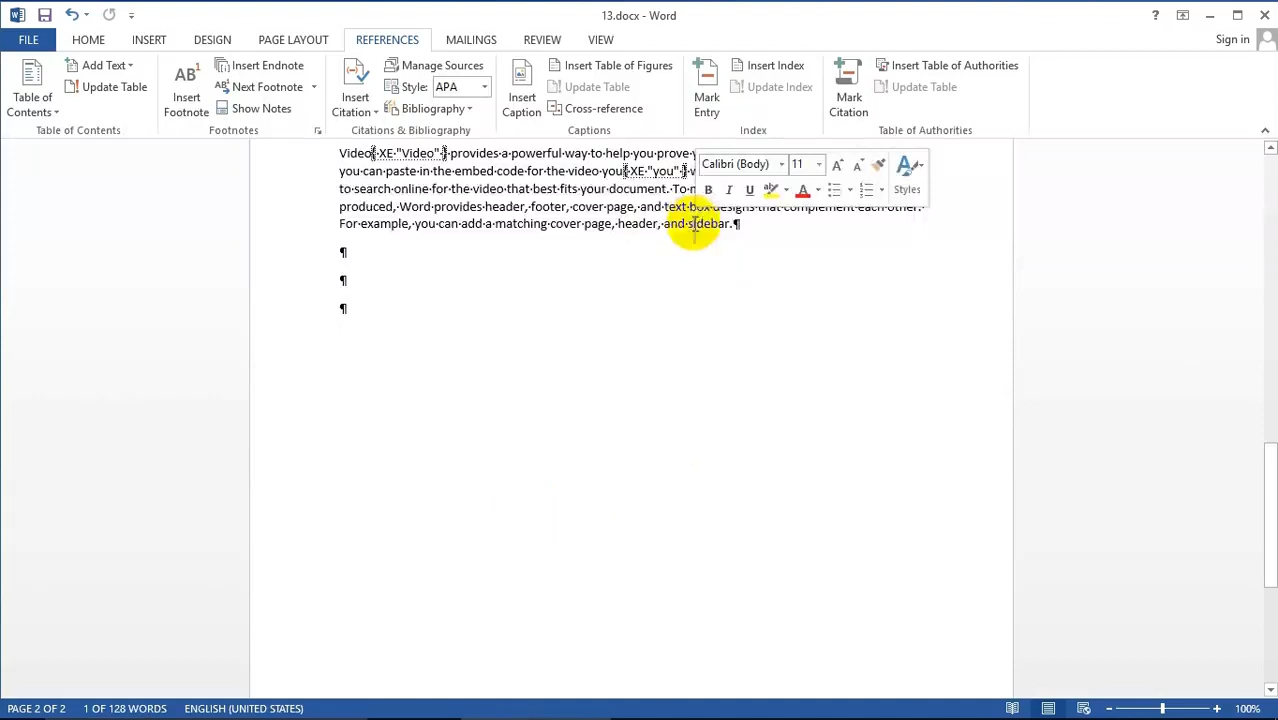 13.docx - Word
Sign in
FILE HOME INSERT DESIGN PAGE LAYOUT REFERENCES MAILINGS REVIEW VIEW
Table of Contents
Add Text
Update Table
Table of Contents
AB1
Insert Footnote
Insert Endnote
Next Footnote
Show Notes
Footnotes
Insert Citation
Manage Sources
Style: APA
Bibliography
Citations & Bibliography
Insert Caption
Insert Table of Figures
Update Table
Cross-reference
Captions
Mark Entry
Insert Index
Update Index
Index
Mark Citation
Insert Table of Authorities
Update Table
Table of Authorities
Video{·XE·"Video"·}·provides·a·powerful·way·to·help·you·prove·
you·can·paste·in·the·embed·code·for·the·video·you{·XE·"you"·}
to·search·online·for·the·video·that·best·fits·your·document.·To·
produced,·Word·provides·header,·footer,·cover·page,·and·text·box·designs·that·complement·each·other.·
For·example,·you·can·add·a·matching·cover·page,·header,·and·sidebar.¶
¶
¶
¶
Calibri (Body) 11
B I U Styles
PAGE 2 OF 2 1 OF 128 WORDS ENGLISH (UNITED STATES) 100%